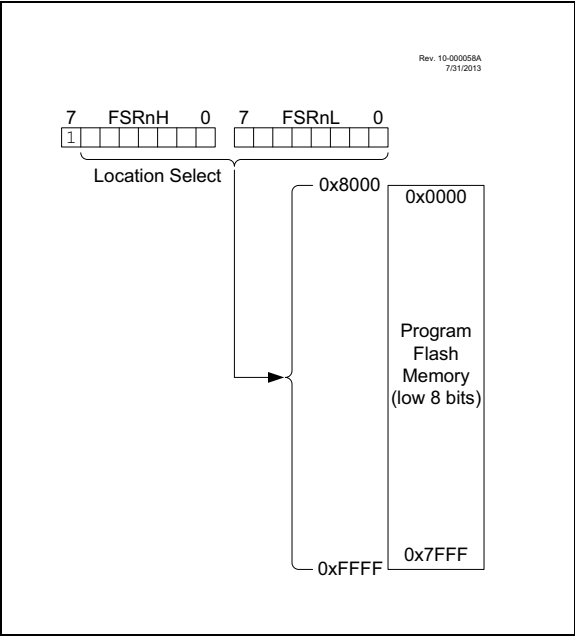 Rev. 10-000058A
7/31/2013
7 FSRnH 0 7 FSRnL 0
1
Location Select
0x8000
0x0000
Program
Flash
Memory
(low 8 bits)
0x7FFF
0xFFFF